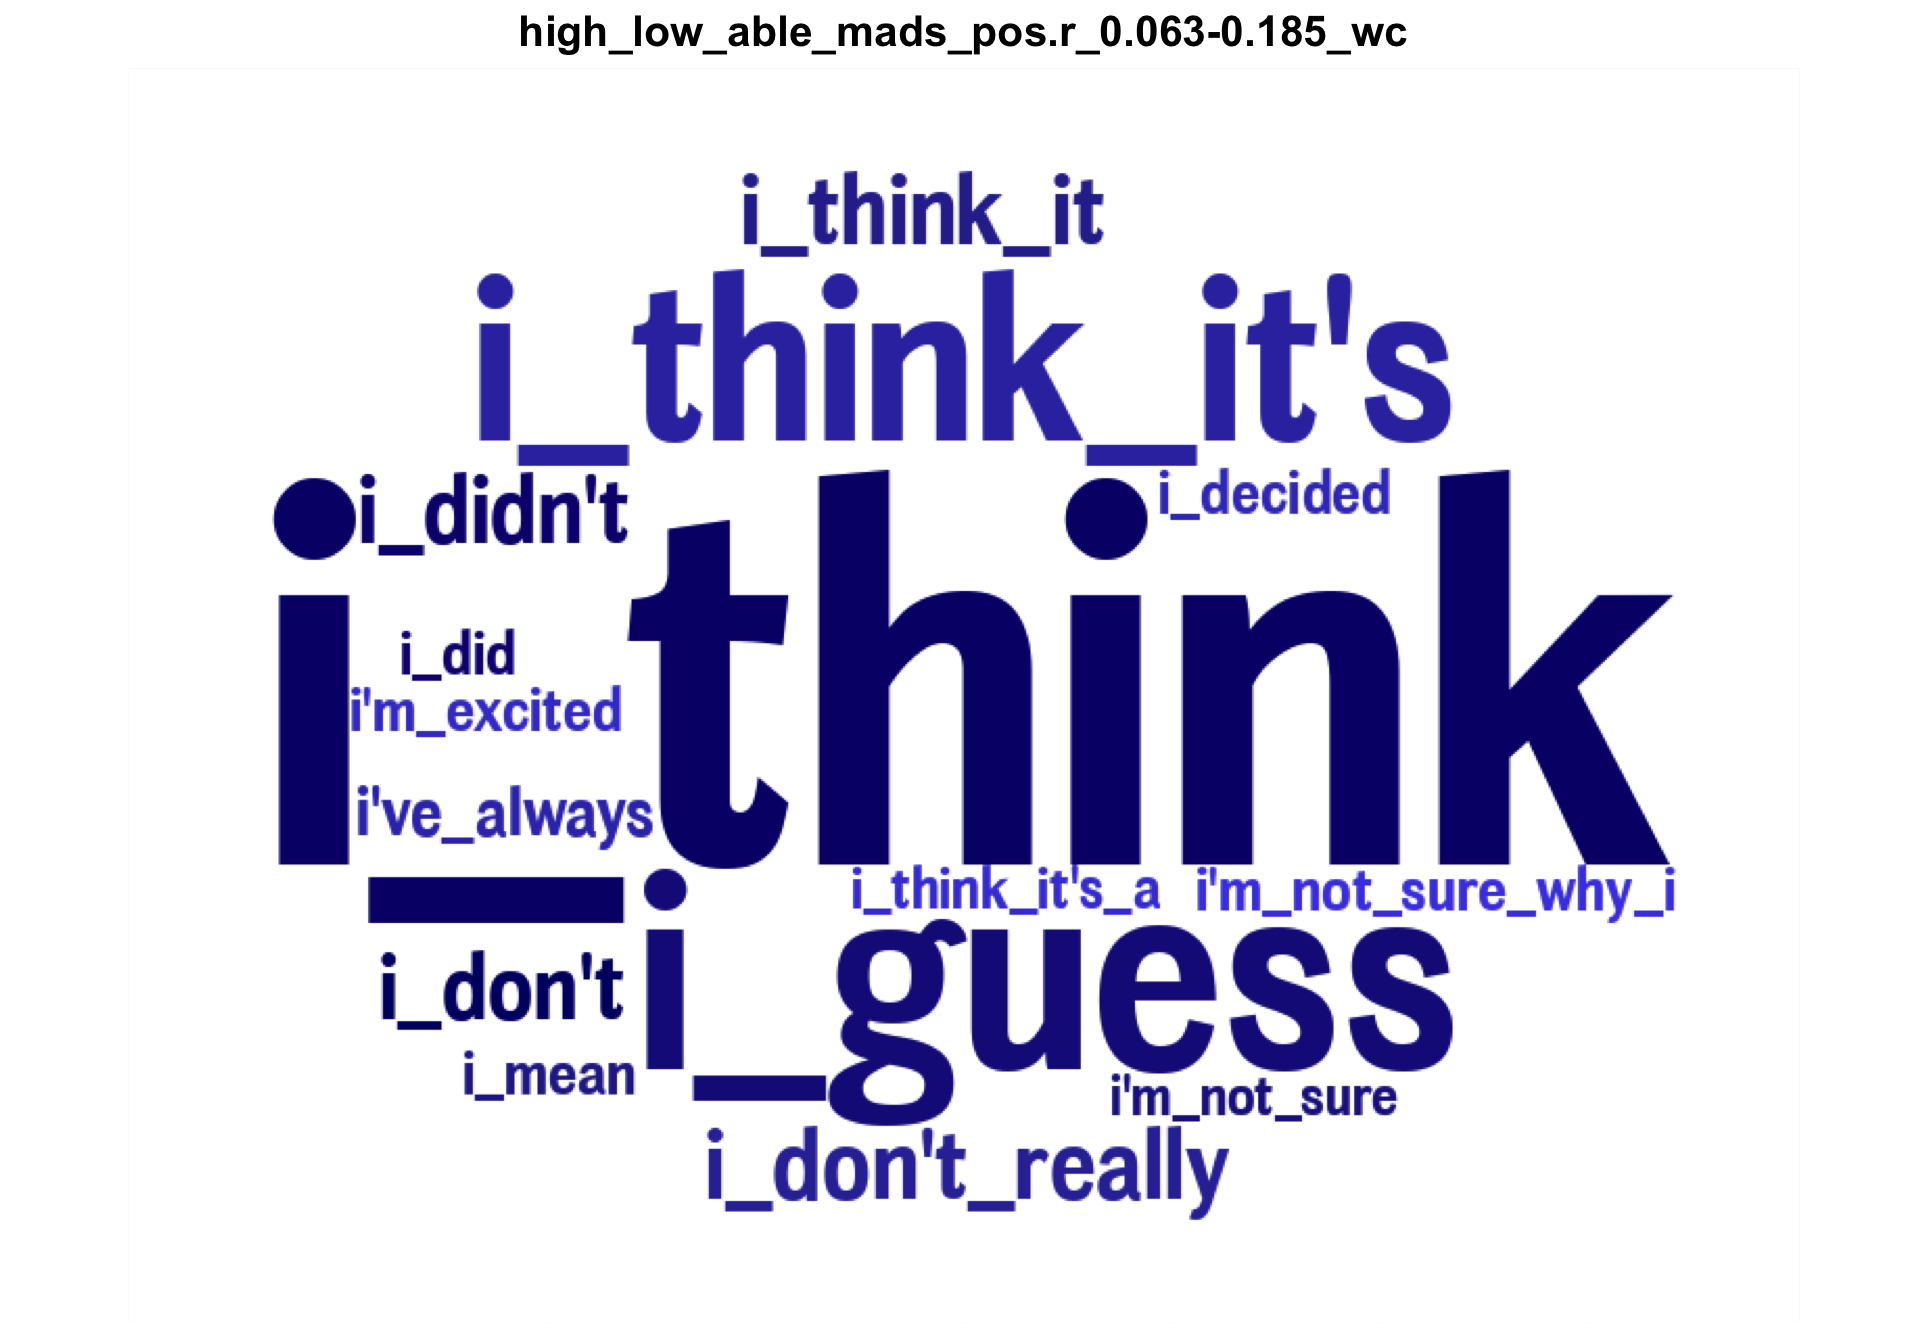 high_low_able_mads_pos.r_0.063-0.185_wc
i_think_it
i_think_it's
i_didn't
i_decided
i_think
i_did
i'm_excited
i've_always
i_think_it's_a
i'm_not_sure_why_i
i_don't
i_guess
i_mean
i'm_not_sure
i_don't_really